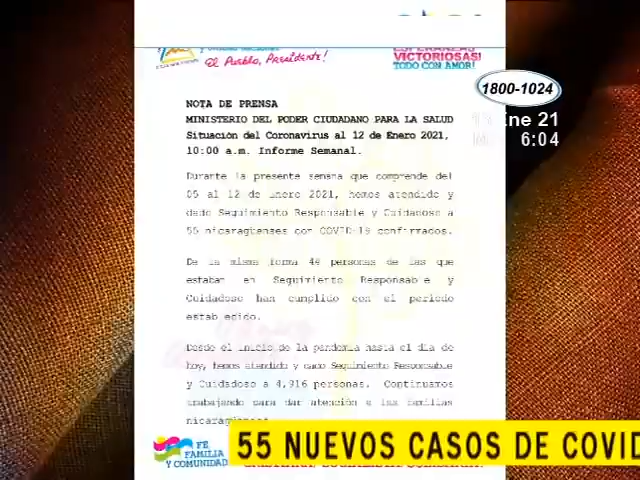 El Pueblo, Presidente!
ESPERANZAS
VICTORIOSAS!
TODO CON AMOR!
1800-1024
Ene 21
6:04
NOTA DE PRENSA
MINISTERIO DEL PODER CIUDADANO PARA LA SALUD
Situación del Coronavirus al 12 de Enero 2021,
10:00 a.m. Informe Semanal.
Durante la presente semana que comprende del
05 al 12 de enero 2021, hemos atendido y
dado Seguimiento Responsable y Cuidadoso a
55 nicaragüenses con COVID-19 confirmados.
De la misma forma 44 personas de las que
estaban en Seguimiento Responsable y
Cuidadoso han cumplido con el periodo
establecido.
Desde el inicio de la pandemia hasta el día de
hoy, hemos atendido y dado Seguimiento Responsable
y Cuidadoso a 4,916 personas. Continuamos
trabajando para dar atención a las familias
nicaragüenses.
FE,
FAMILIA
Y COMUNIDAD
55 NUEVOS CASOS DE COVID